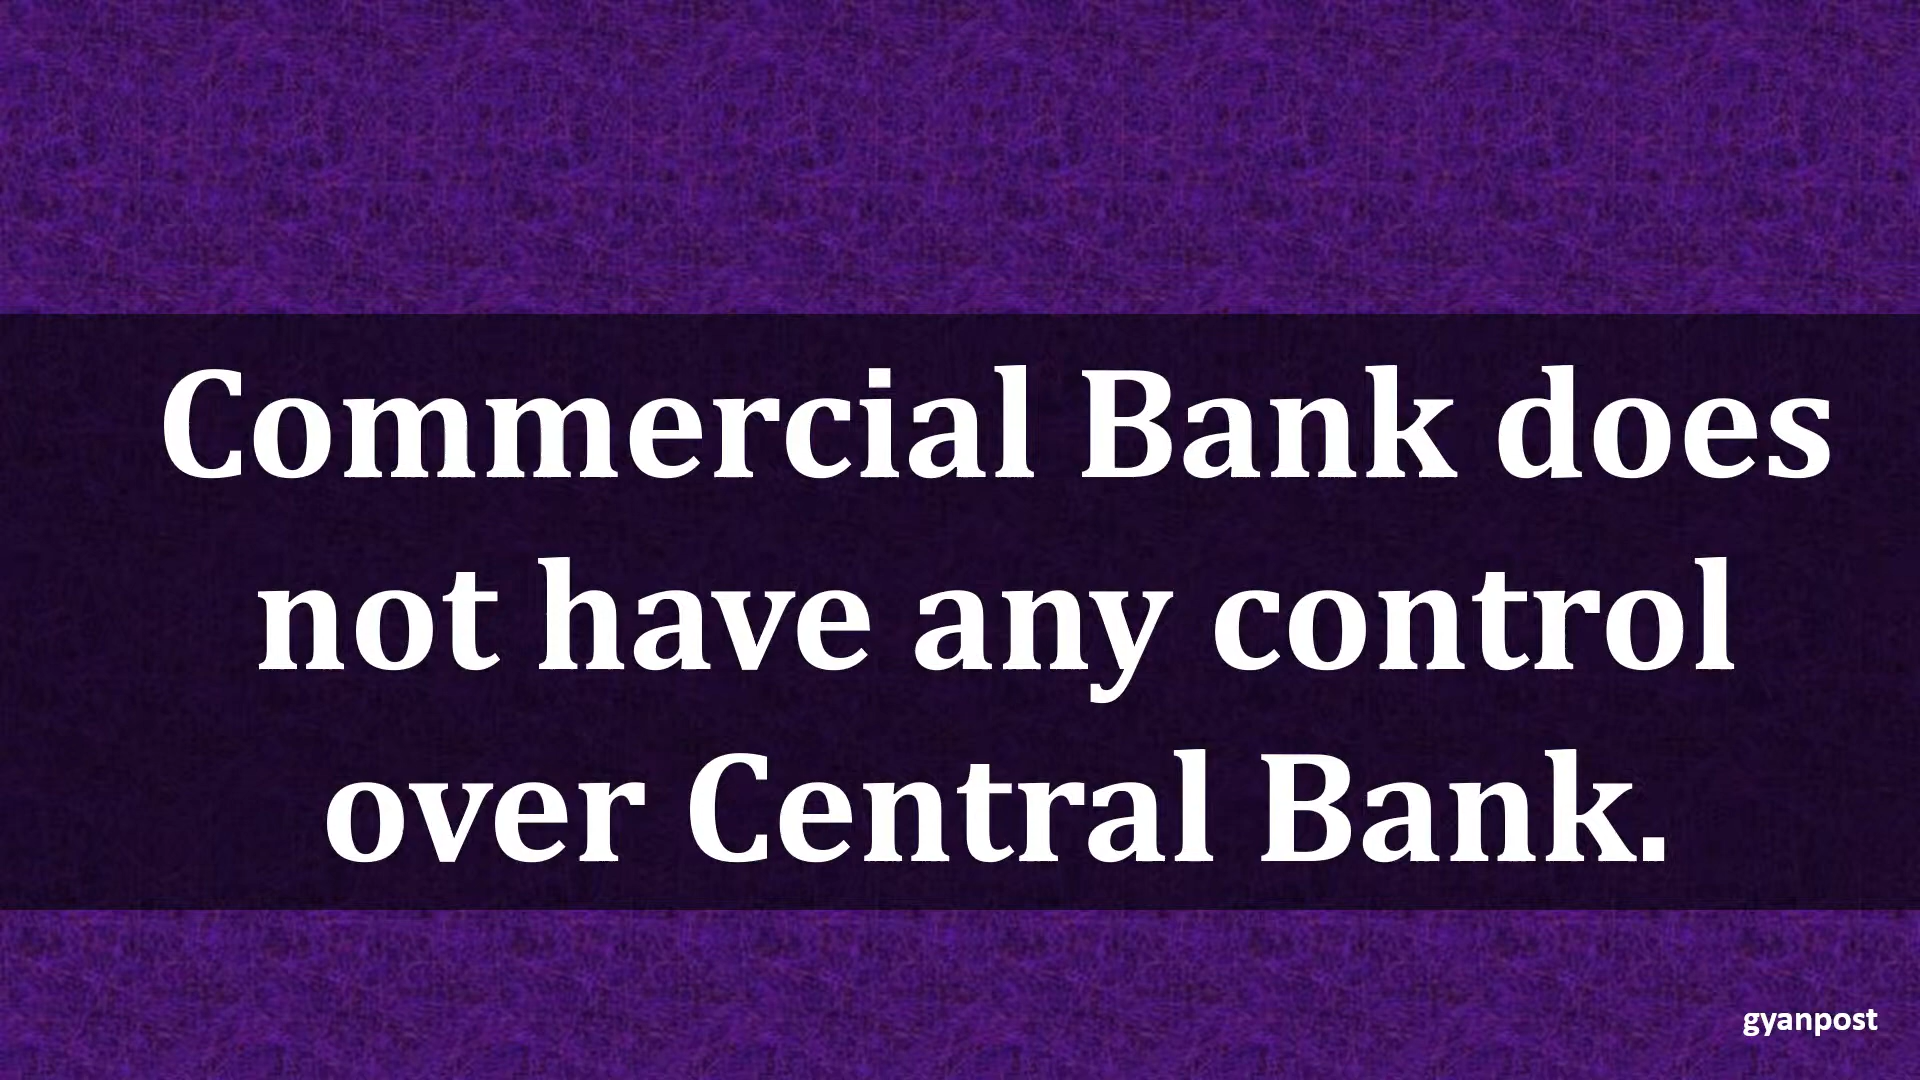 Commercial Bank does
not have any control
over Central Bank.
gyanpost